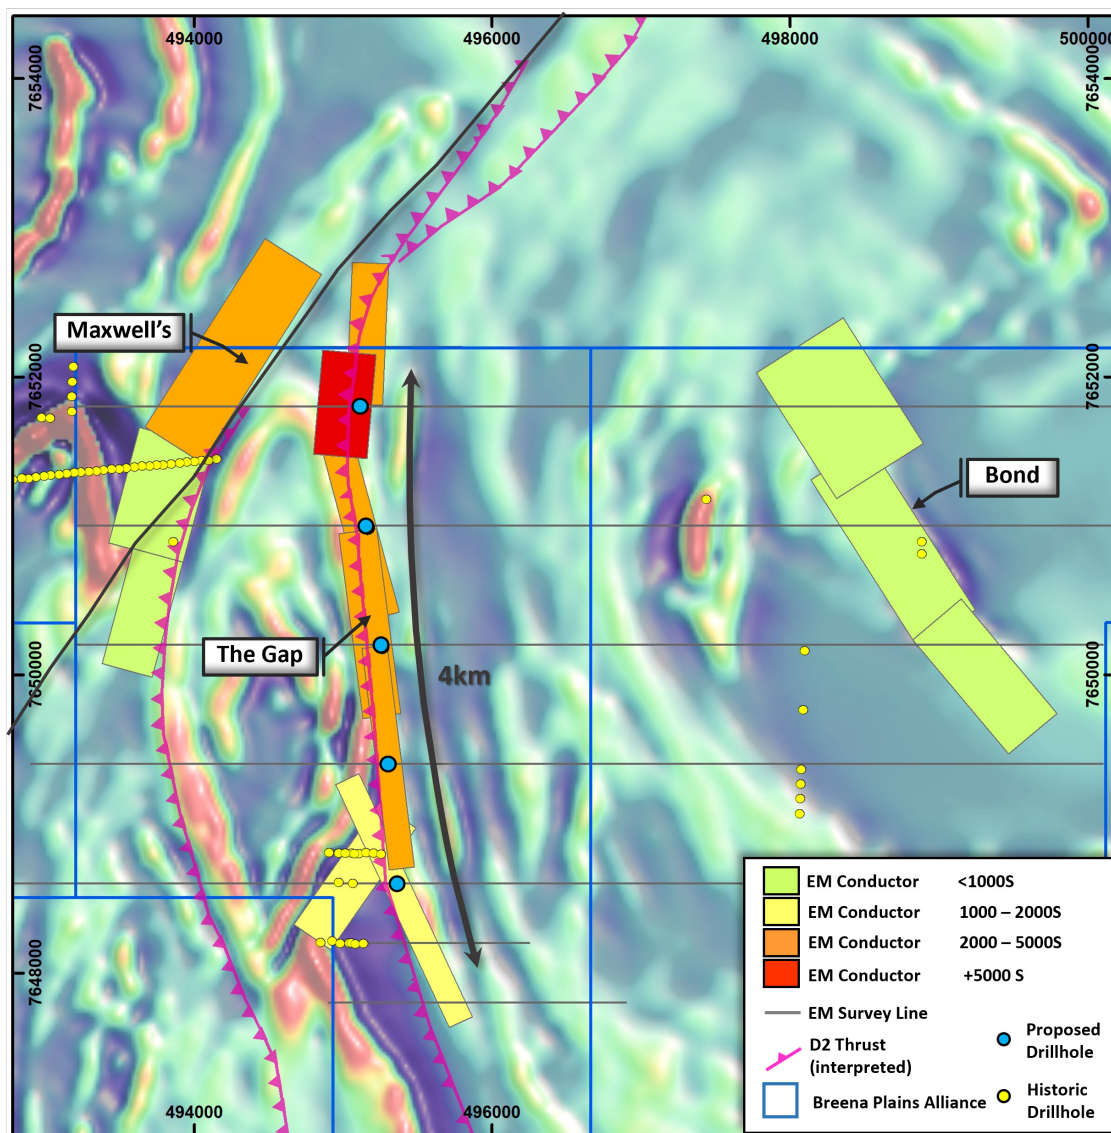 494000
496000
498000
500000
7654000
7654000
Maxwell's
7652000
7652000
Bond
The Gap
4km
7650000
7650000
7648000
EM Conductor <1000S
EM Conductor 1000 – 2000S
EM Conductor 2000 – 5000S
EM Conductor +5000 S
EM Survey Line
D2 Thrust
(interpreted)
Breena Plains Alliance
Proposed
Drillhole
Historic
Drillhole
494000
496000